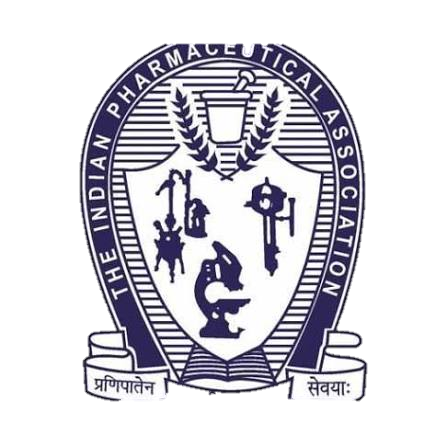 THE INDIAN PHARMACEUTICAL ASSOCIATION
प्रणिपातेन
सेवयाः